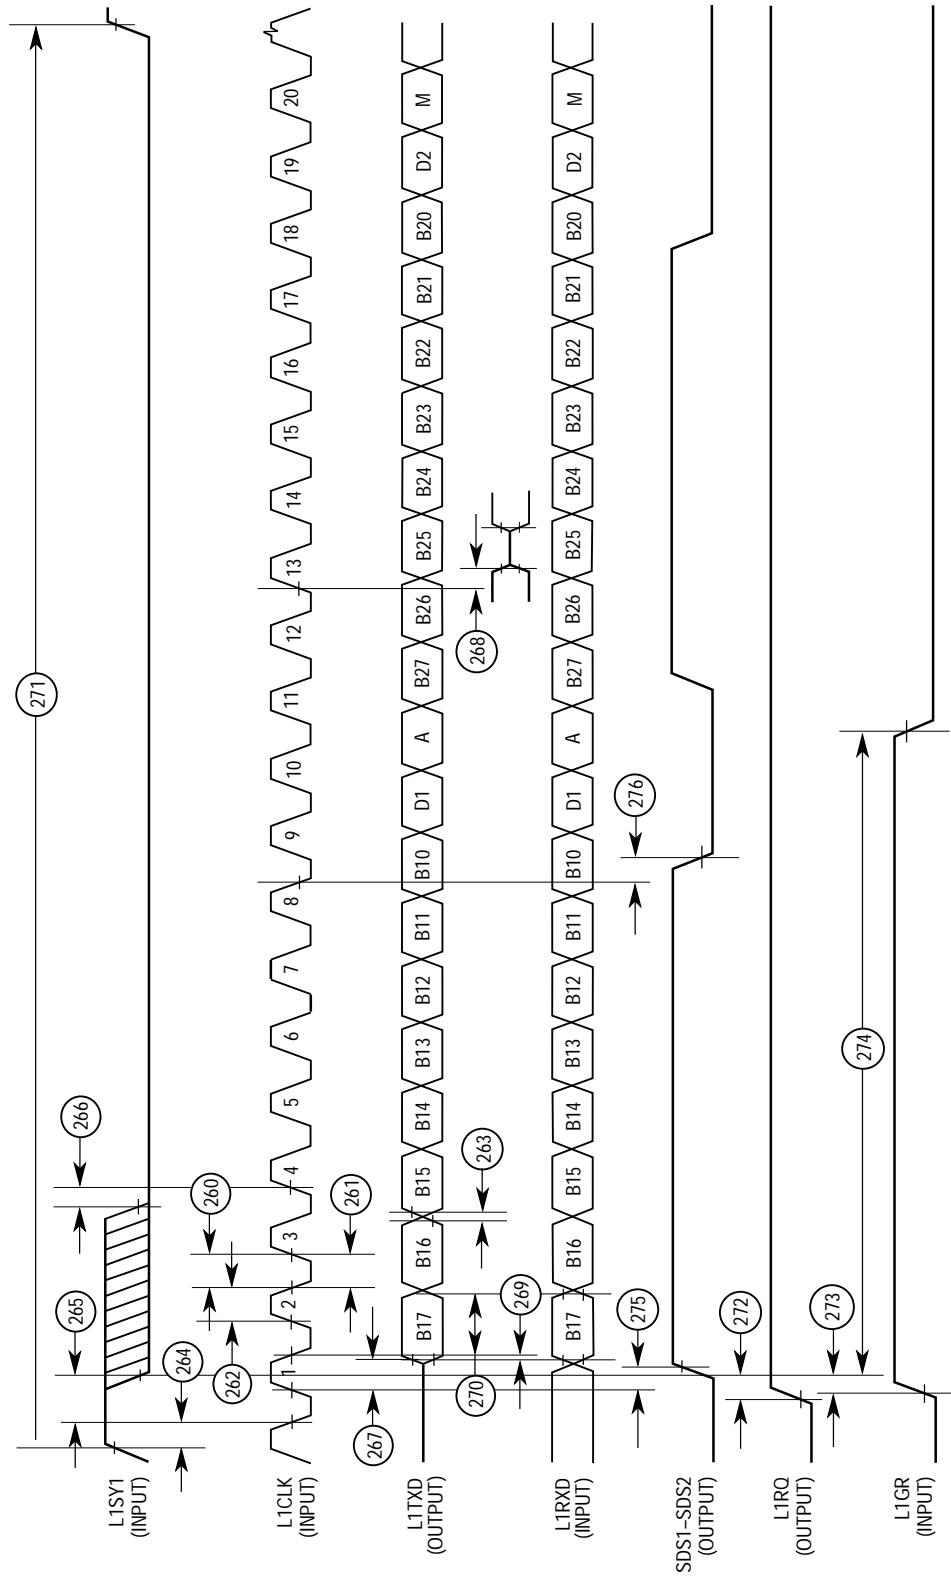 271
265
266
L1SY1
(INPUT)
264
260
262
L1CLK
(INPUT)
1 2 3 4 5 6 7 8 9 10 11 12 13 14 15 16 17 18 19 20
261
267
L1TXD
(OUTPUT)
B17 B16 B15 B14 B13 B12 B11 B10 D1 A B27 B26 B25 B24 B23 B22 B21 B20 D2 M
270
263
268
269
L1RXD
(INPUT)
B17 B16 B15 B14 B13 B12 B11 B10 D1 A B27 B26 B25 B24 B23 B22 B21 B20 D2 M
275
276
SDS1–SDS2
(OUTPUT)
272
L1RQ
(OUTPUT)
273
274
L1GR
(INPUT)